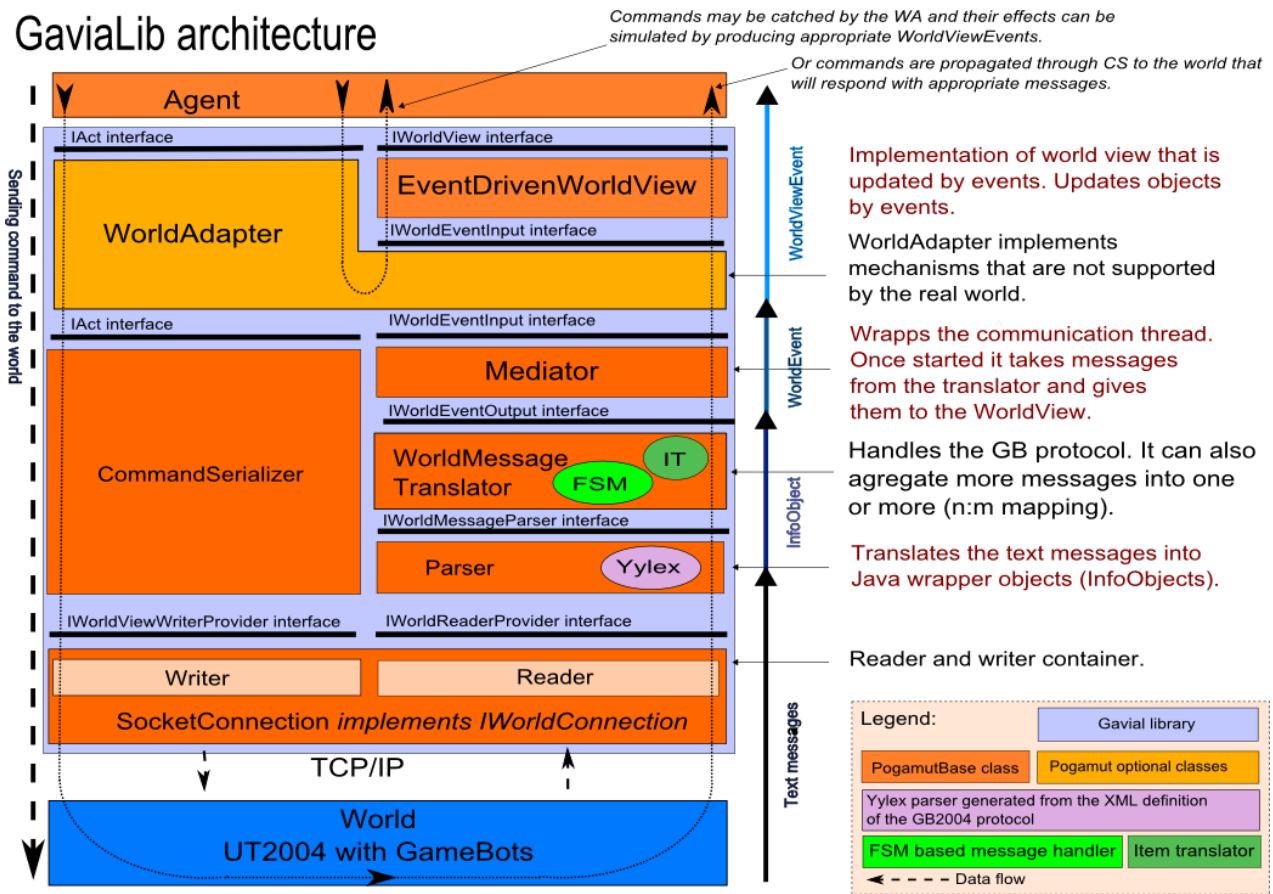 GaviaLib architecture
Commands may be catched by the WA and their effects can be
simulated by producing appropriate WorldViewEvents.
Or commands are propagated through CS to the world that
will respond with appropriate messages.
Sending command to the world
Agent
IAct interface
IWorldView interface
EventDrivenWorldView
WorldAdapter
IWorldEventInput interface
IAct interface
IWorldEventInput interface
Mediator
IWorldEventOutput interface
CommandSerializer
WorldMessage
Translator
IT
FSM
IWorldMessageParser interface
Parser
Yylex
IWorldViewWriterProvider interface
IWorldReaderProvider interface
Writer
Reader
SocketConnection implements IWorldConnection
TCP/IP
World
UT2004 with GameBots
WorldViewEvent
WorldEvent
InfoObject
Text messages
Implementation of world view that is
updated by events. Updates objects
by events.
WorldAdapter implements
mechanisms that are not supported
by the real world.
Wrapps the communication thread.
Once started it takes messages
from the translator and gives
them to the WorldView.
Handles the GB protocol. It can also
agregate more messages into one
or more (n:m mapping).
Translates the text messages into
Java wrapper objects (InfoObjects).
Reader and writer container.
Legend:
Gavial library
PogamutBase class
Pogamut optional classes
Yylex parser generated from the XML definition
of the GB2004 protocol
FSM based message handler
Item translator
Data flow